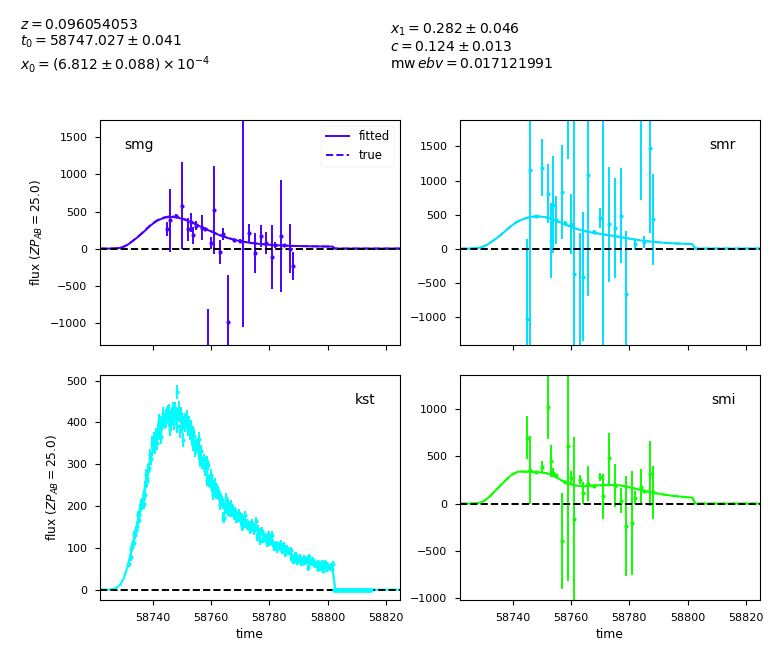 z = 0.096054053
t₀ = 58747.027 ± 0.041
x₀ = (6.812 ± 0.088) × 10⁻⁴
x₁ = 0.282 ± 0.046
c = 0.124 ± 0.013
mw ebv = 0.017121991
smg
fitted
true
1500
1000
500
0
−500
−1000
flux (ZP_AB = 25.0)
smr
1500
1000
500
0
−500
−1000
kst
500
400
300
200
100
0
flux (ZP_AB = 25.0)
58740 58760 58780 58800 58820
time
smi
1000
500
0
−500
−1000
58740 58760 58780 58800 58820
time